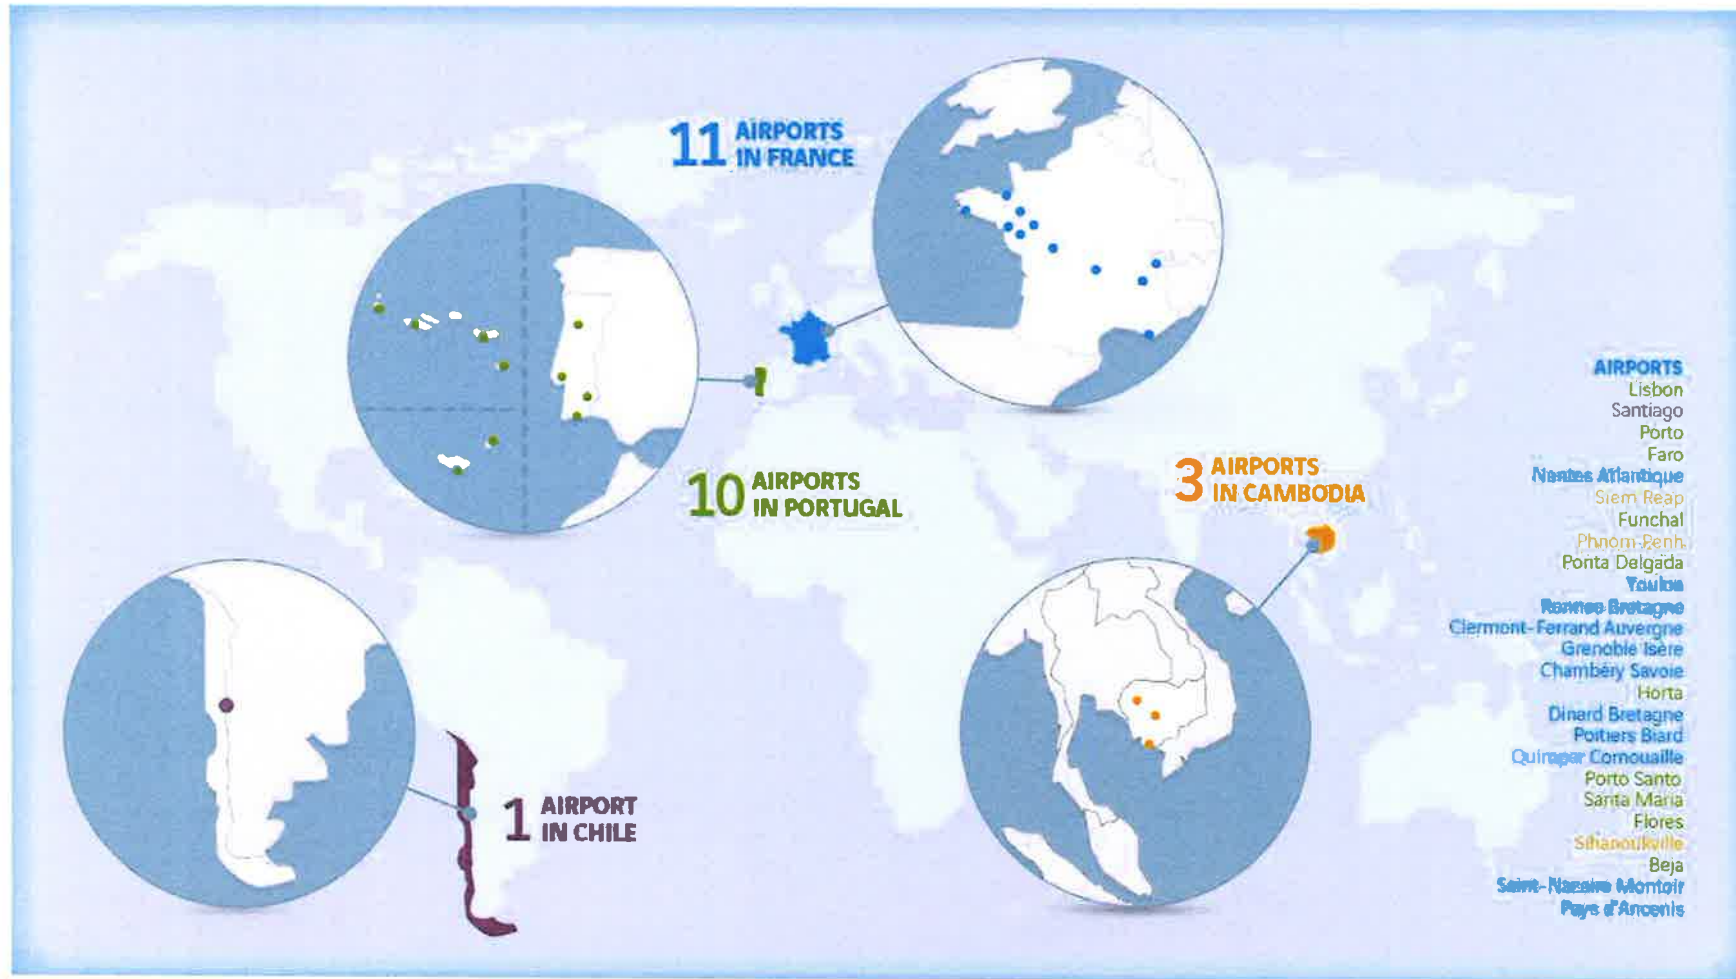 11 AIRPORTS
IN FRANCE
10 AIRPORTS
IN PORTUGAL
3 AIRPORTS
IN CAMBODIA
1 AIRPORT
IN CHILE
AIRPORTS
Lisbon
Santiago
Porto
Faro
Nantes Atlantique
Siem Reap
Funchal
Phnom-Penh
Ponta Delgada
Toulon
Rennes Bretagne
Clermont-Ferrand Auvergne
Grenoble Isère
Chambéry Savoie
Horta
Dinard Bretagne
Poitiers Biard
Quimper Cornouaille
Porto Santo
Santa Maria
Flores
Sihanoukville
Beja
Saint-Nazaire Montoir
Pays d'Ancenis